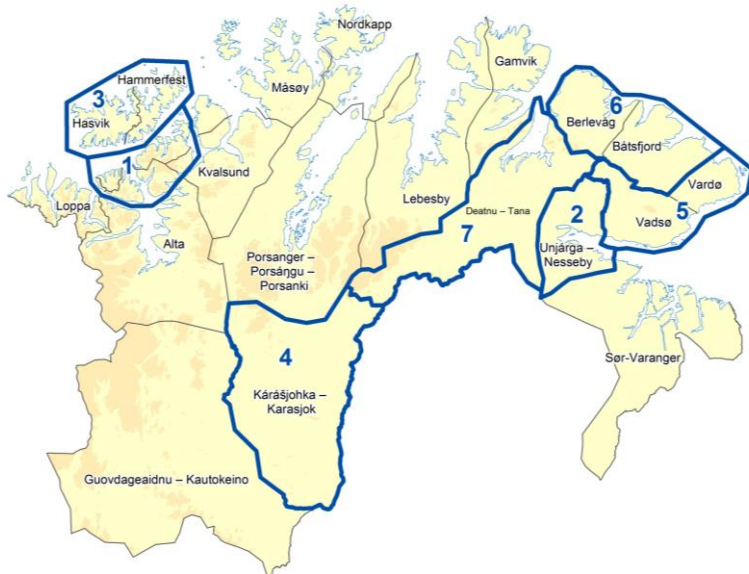 Nordkapp
Gamvik
Hammerfest
Måsøy
3
6
Hasvik
Berlevåg
Båtsfjord
1
Kvalsund
Vardø
Loppa
Lebesby
Deatnu – Tana
2
5
Vadsø
Alta
7
Unjárga –
Nesseby
Porsanger –
Porsáŋgu –
Porsanki
4
Sør-Varanger
Kárášjohka –
Karasjok
Guovdageaidnu – Kautokeino